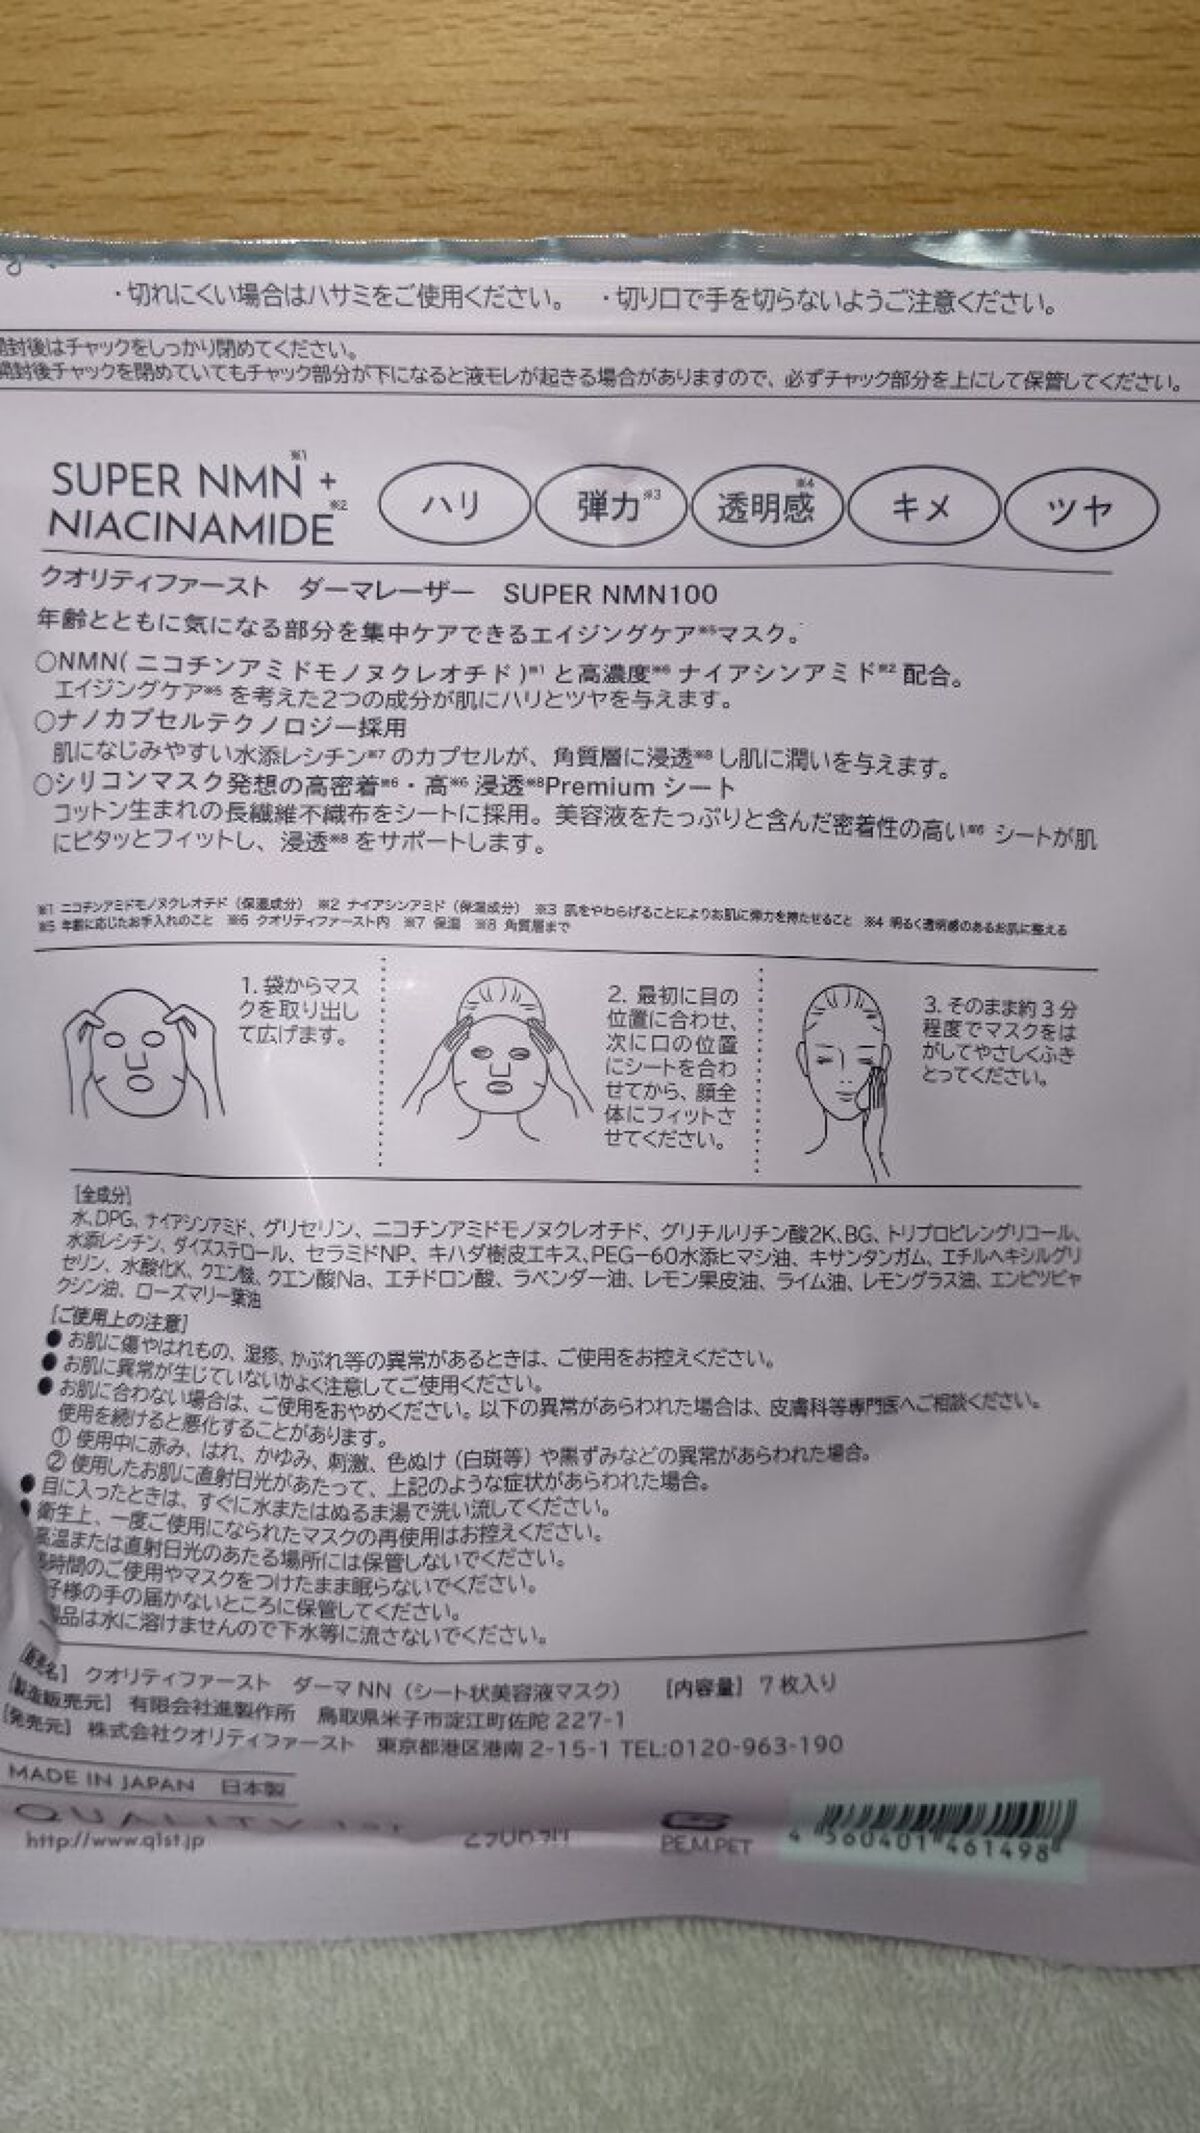 ・切れにくい場合はハサミをご使用ください。 ・切り口で手を切らないようご注意ください。
開封後はチャックをしっかり閉めてください。
開封後チャックを閉めていてもチャック部分が下になると液モレが起きる場合がありますので、必ずチャック部分を上にして保管してください。
SUPER NMN※1 +
NIACINAMIDE※2
ハリ 弾力※3 透明感※4 キメ ツヤ
クオリティファースト ダーマレーザー SUPER NMN100
年齢とともに気になる部分を集中ケアできるエイジングケア※5マスク。
○NMN(ニコチンアミドモノヌクレオチド)※1と高濃度※6ナイアシンアミド※2配合。
エイジングケア※5を考えた2つの成分が肌にハリとツヤを与えます。
○ナノカプセルテクノロジー採用
肌になじみやすい水添レシチン※7のカプセルが、角質層に浸透※8し肌に潤いを与えます。
○シリコンマスク発想の高密着※6・高※6浸透※8Premium シート
コットン生まれの長繊維不織布をシートに採用。美容液をたっぷりと含んだ密着性の高い※6シートが肌
にピタッとフィットし、浸透※8をサポートします。
※1 ニコチンアミドモノヌクレオチド（保湿成分） ※2 ナイアシンアミド（保湿成分） ※3 肌をやわらげることによりお肌に弾力を持たせること ※4 明るく透明感のあるお肌に整える
※5 年齢に応じたお手入れのこと ※6 クオリティファースト内 ※7 保湿 ※8 角質層まで
1. 袋からマス
クを取り出し
て広げます。
2. 最初に目の
位置に合わせ、
次に口の位置
にシートを合わ
せてから、顔全
体にフィットさ
せてください。
3. そのまま約3分
程度でマスクをは
がしてやさしくふき
とってください。
[全成分]
水、DPG、ナイアシンアミド、グリセリン、ニコチンアミドモノヌクレオチド、グリチルリチン酸2K、BG、トリプロピレングリコール、
水添レシチン、ダイズステロール、セラミドNP、キハダ樹皮エキス、PEG-60水添ヒマシ油、キサンタンガム、エチルヘキシルグリ
セリン、水酸化K、クエン酸、クエン酸Na、エチドロン酸、ラベンダー油、レモン果皮油、ライム油、レモングラス油、エンピツビャ
クシン油、ローズマリー葉油
[ご使用上の注意]
● お肌に傷やはれもの、湿疹、かぶれ等の異常があるときは、ご使用をお控えください。
● お肌に異常が生じていないかよく注意してご使用ください。
● お肌に合わない場合は、ご使用をおやめください。以下の異常があらわれた場合は、皮膚科等専門医へご相談ください。
使用を続けると悪化することがあります。
① 使用中に赤み、はれ、かゆみ、刺激、色ぬけ（白斑等）や黒ずみなどの異常があらわれた場合。
② 使用したお肌に直射日光があたって、上記のような症状があらわれた場合。
● 目に入ったときは、すぐに水またはぬるま湯で洗い流してください。
● 衛生上、一度ご使用になられたマスクの再使用はお控えください。
高温または直射日光のあたる場所には保管しないでください。
時間のご使用やマスクをつけたまま眠らないでください。
子様の手の届かないところに保管してください。
品は水に溶けませんので下水等に流さないでください。
[販売名] クオリティファースト ダーマNN（シート状美容液マスク） [内容量] 7枚入り
[製造販売元] 有限会社進製作所 鳥取県米子市淀江町佐陀227-1
[発売元] 株式会社クオリティファースト 東京都港区港南2-15-1 TEL:0120-963-190
MADE IN JAPAN 日本製
QUALITY 1ST
http://www.q1st.jp
PE.M.PET
4 560401 461498